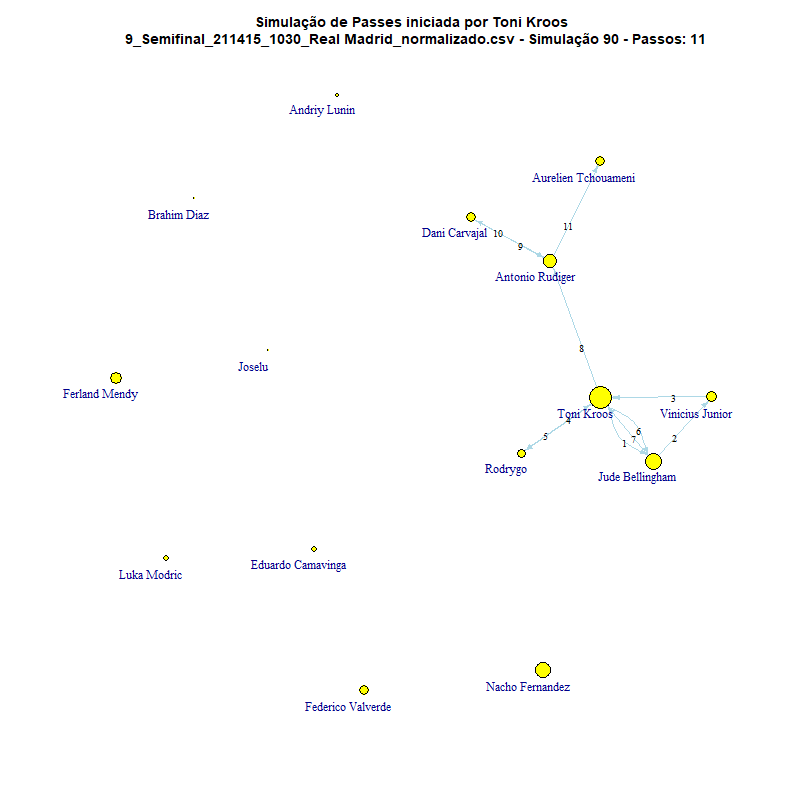 Simulação de Passes iniciada por Toni Kroos
9_Semifinal_211415_1030_Real Madrid_normalizado.csv - Simulação 90 - Passos: 11
Andriy Lunin
Aurelien Tchouameni
Brahim Diaz
11
Dani Carvajal
10
9
Antonio Rudiger
8
Joselu
Ferland Mendy
3
Toni Kroos
Vinicius Junior
4
5
6
7
1
2
Rodrygo
Jude Bellingham
Eduardo Camavinga
Luka Modric
Nacho Fernandez
Federico Valverde